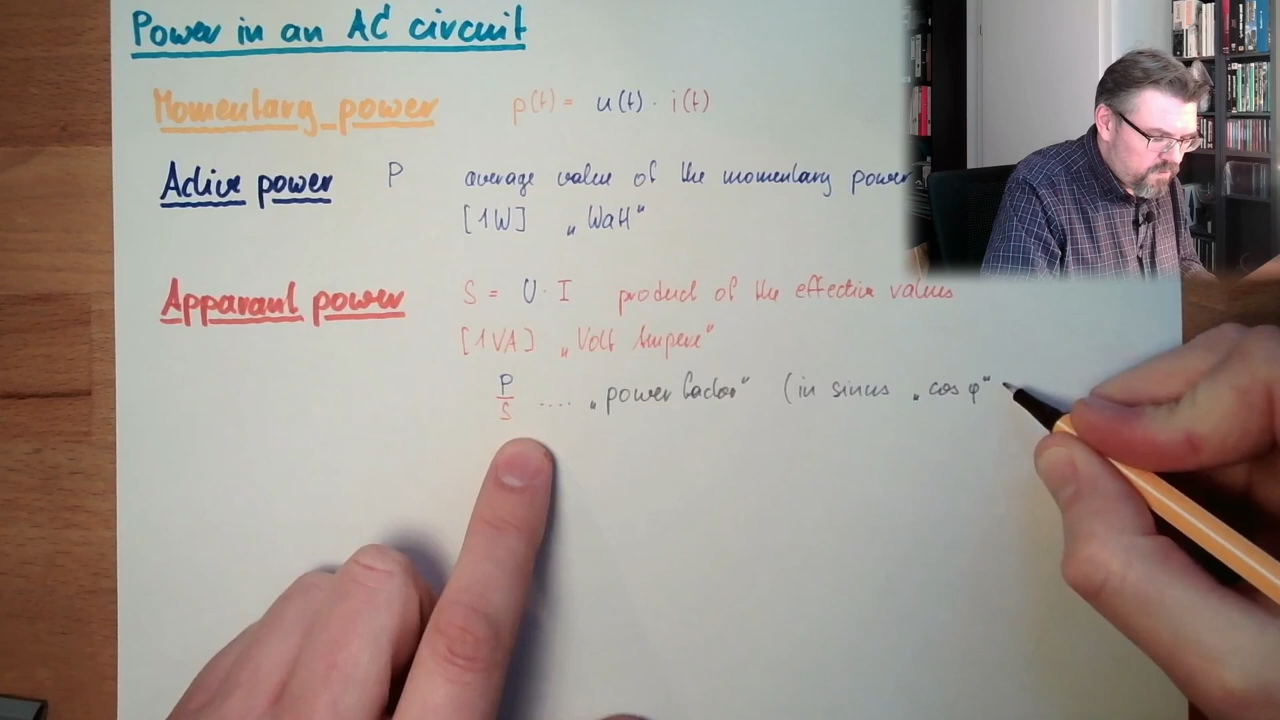 Power in an AC circuit
Momentary power p(t) = u(t) · i(t)
Active power P average value of the momentary power
[1W] „Watt"
Apparant power S = U · I product of the effective values
[1VA] „Volt Ampere"
P
S .... „power factor" (in sinus „cos φ"